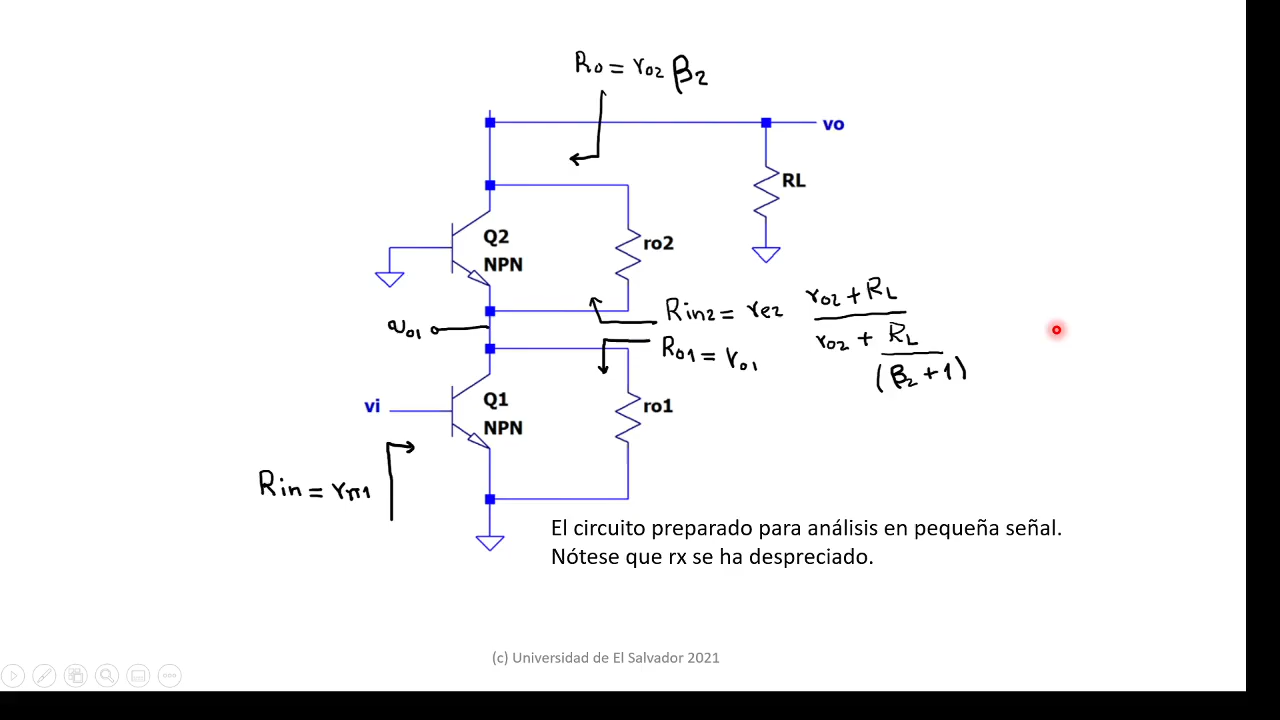 Ro = ro2 β2
vo
RL
Q2
NPN
ro2
vo1
Rin2 = re2 (ro2 + RL) / (ro2 + RL / (β2 + 1))
Ro1 = ro1
vi
Q1
NPN
ro1
Rin = rπ1
El circuito preparado para análisis en pequeña señal.
Nótese que rx se ha despreciado.
(c) Universidad de El Salvador 2021